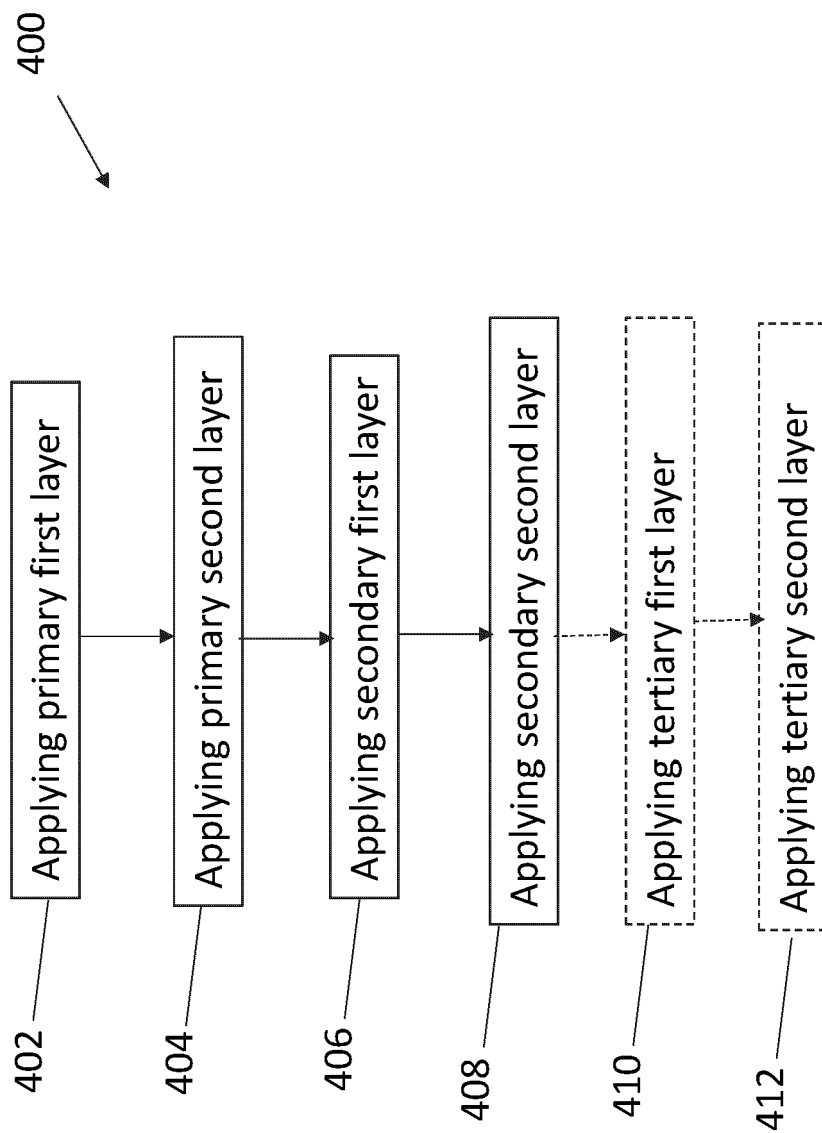 400
402
Applying primary first layer
404
Applying primary second layer
406
Applying secondary first layer
408
Applying secondary second layer
410
Applying tertiary first layer
412
Applying tertiary second layer